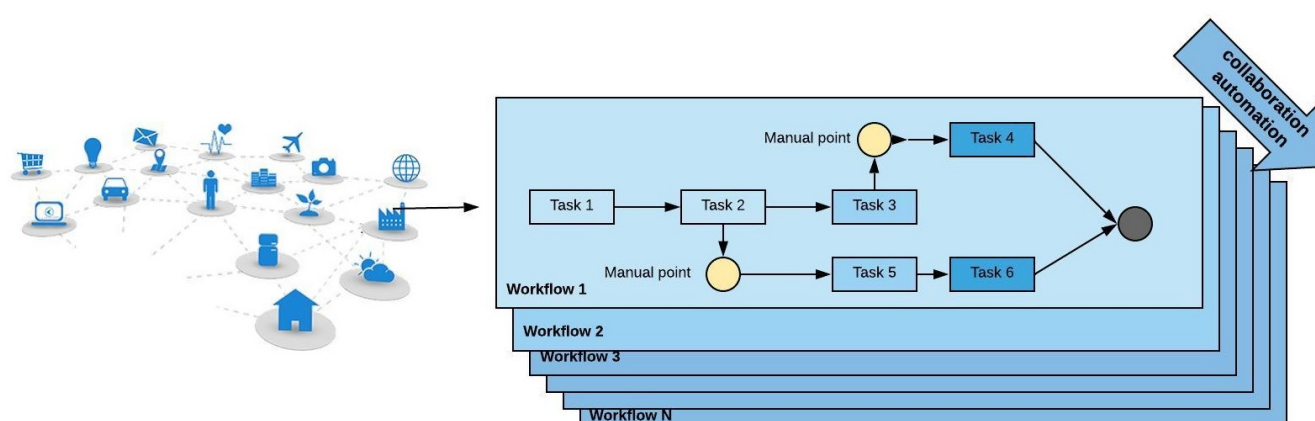 collaboration
automation
Manual point
Task 4
Task 1
Task 2
Task 3
Manual point
Task 5
Task 6
Workflow 1
Workflow 2
Workflow 3
Workflow N